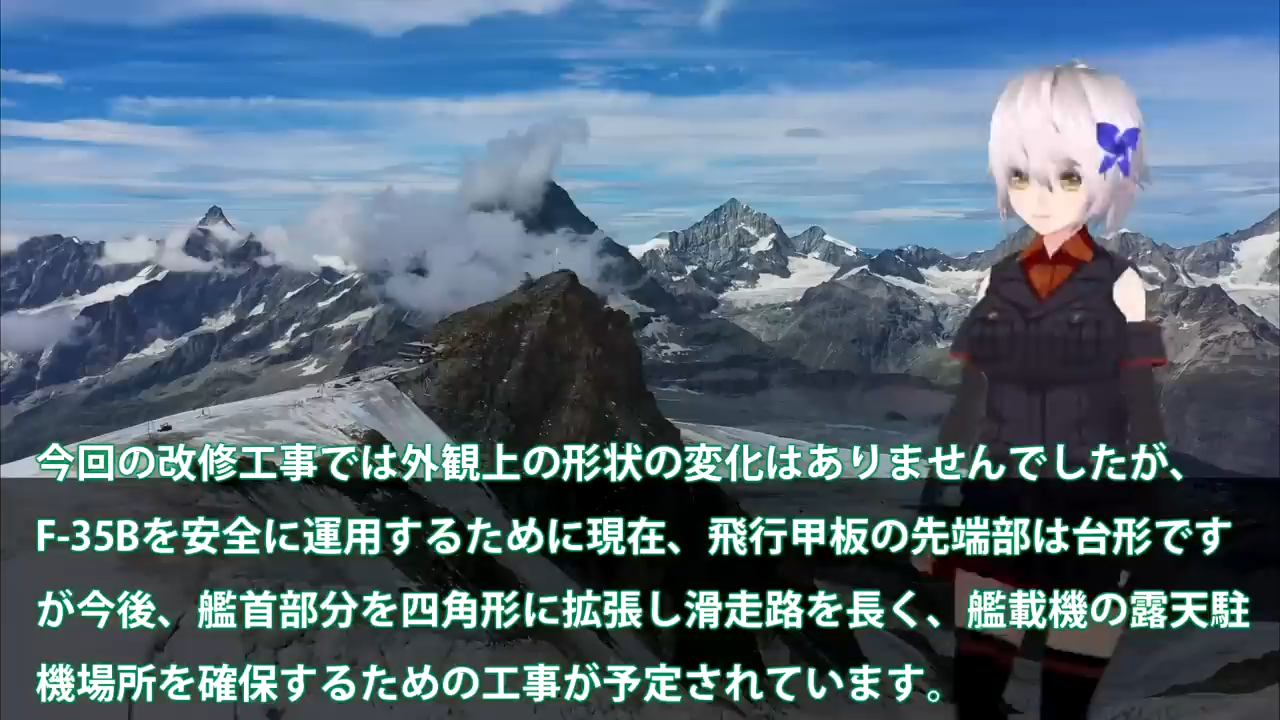 今回の改修工事では外観上の形状の変化はありませんでしたが、
F-35Bを安全に運用するために現在、飛行甲板の先端部は台形です
が今後、艦首部分を四角形に拡張し滑走路を長く、艦載機の露天駐
機場所を確保するための工事が予定されています。